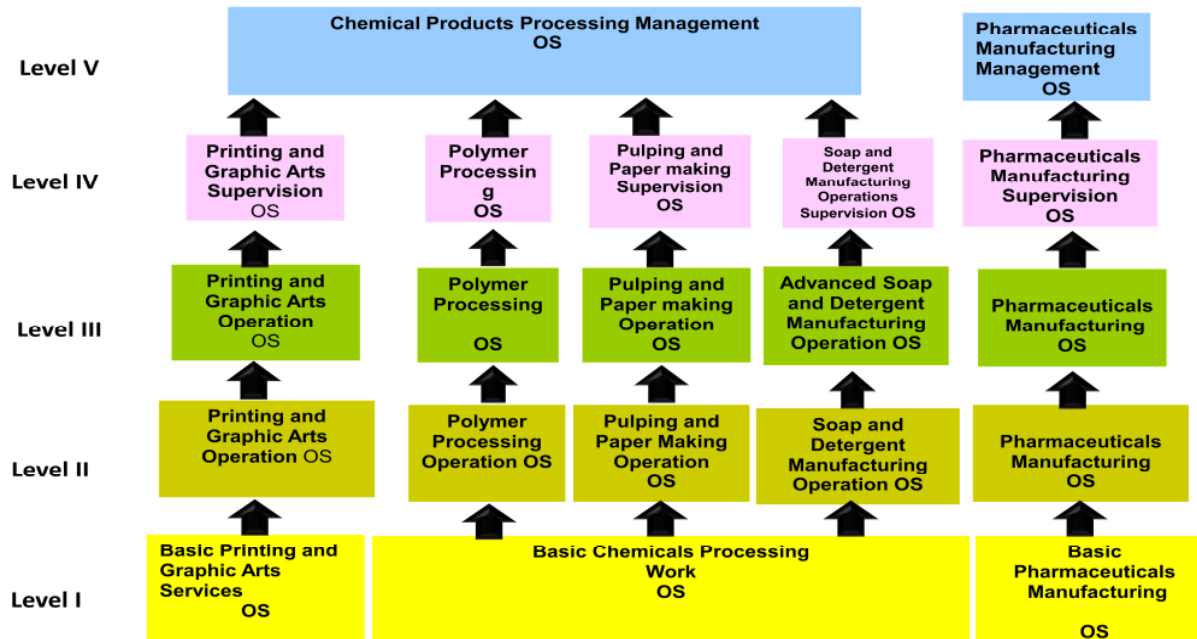 Chemical Products Processing Management
OS
Pharmaceuticals
Manufacturing
Management
OS
Level V
Printing and
Graphic Arts
Supervision
OS
Polymer
Processin
g
OS
Pulping and
Paper making
Supervision
OS
Soap and
Detergent
Manufacturing
Operations
Supervision OS
Pharmaceuticals
Manufacturing
Supervision
OS
Level IV
Printing and
Graphic Arts
Operation
OS
Polymer
Processing
OS
Pulping and
Paper making
Operation
OS
Advanced Soap
and Detergent
Manufacturing
Operation OS
Pharmaceuticals
Manufacturing
OS
Level III
Printing and
Graphic Arts
Operation OS
Polymer
Processing
Operation OS
Pulping and
Paper Making
Operation
OS
Soap and
Detergent
Manufacturing
Operation OS
Pharmaceuticals
Manufacturing
OS
Level II
Basic Printing and
Graphic Arts
Services
OS
Basic Chemicals Processing
Work
OS
Basic
Pharmaceuticals
Manufacturing
OS
Level I